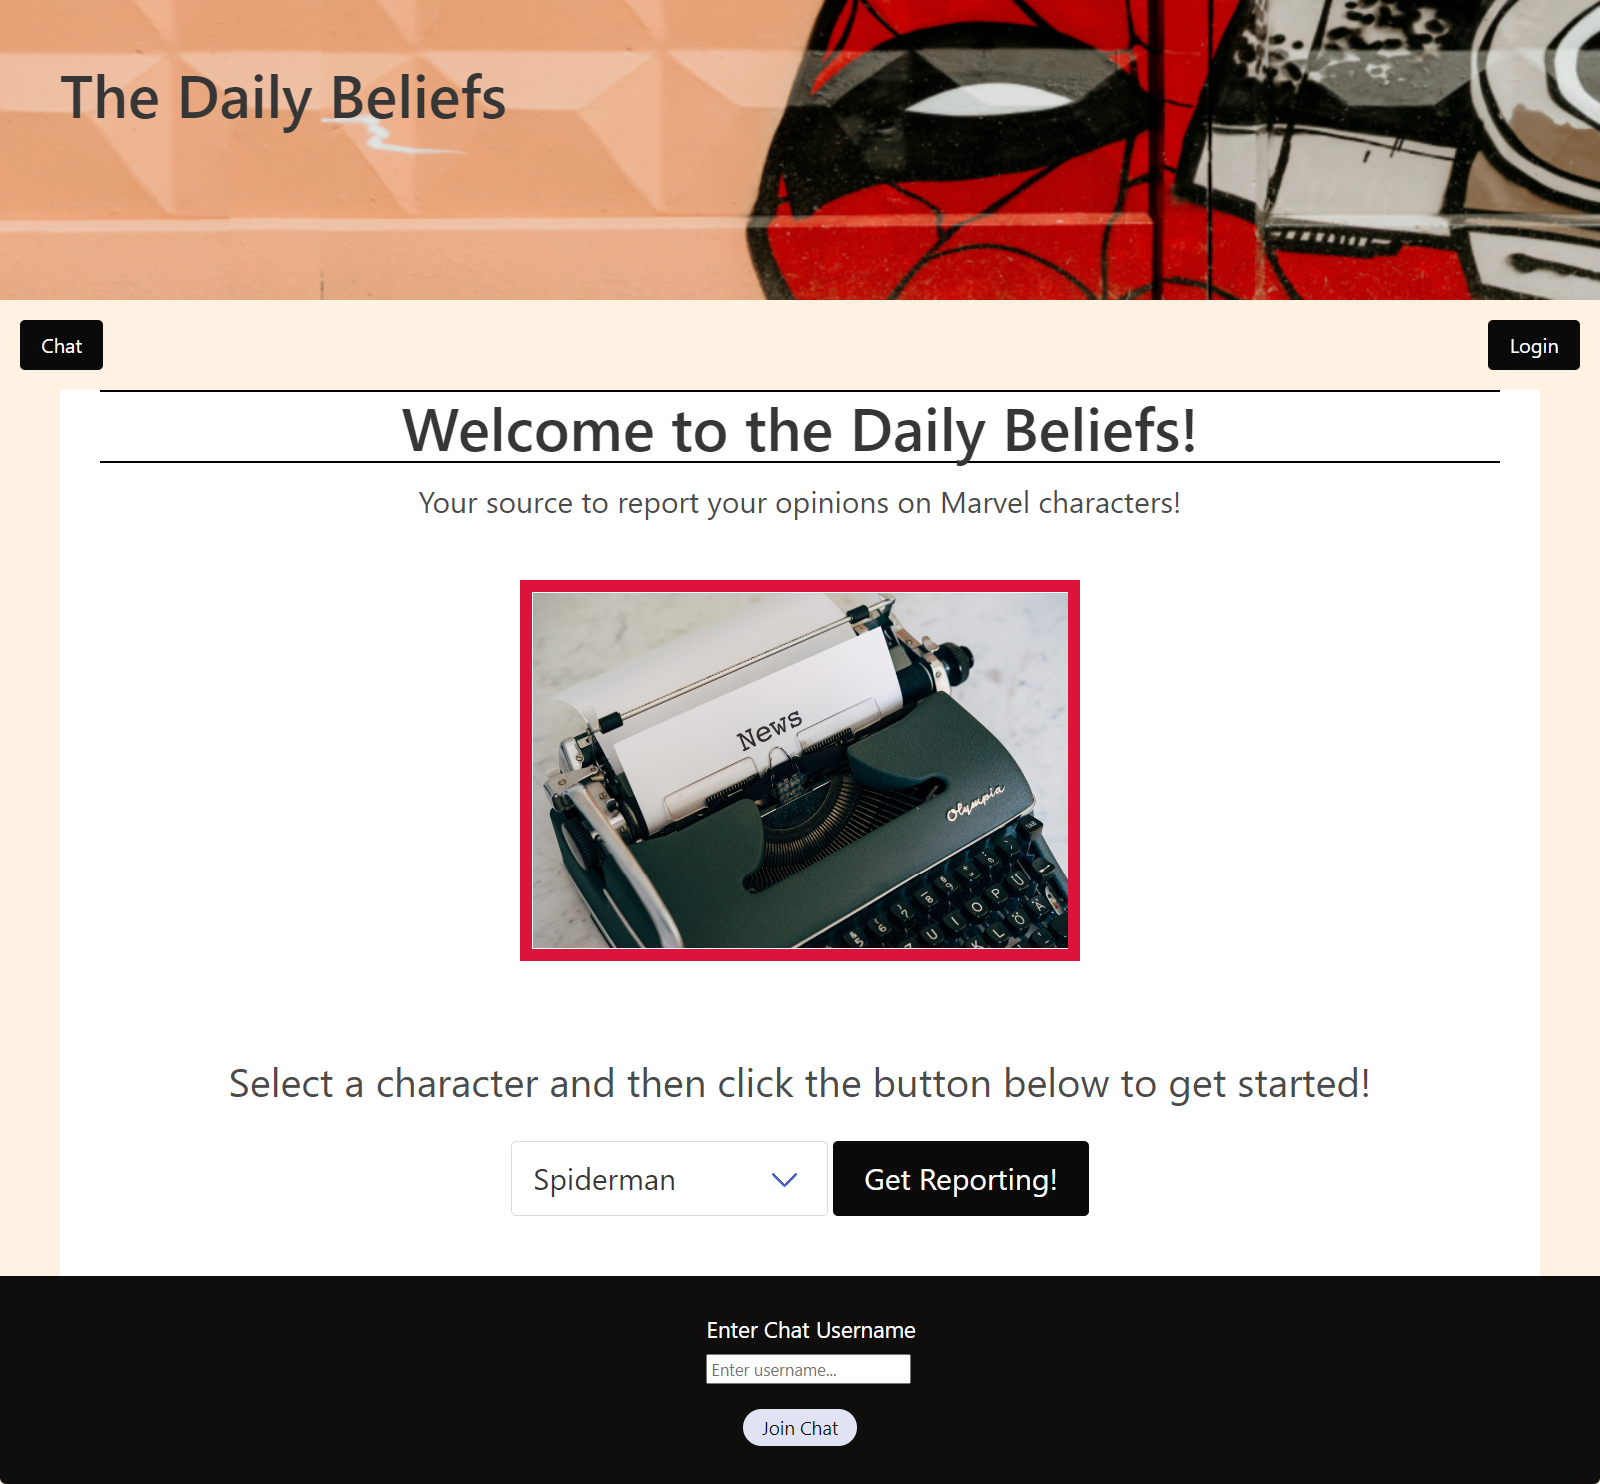 The Daily Beliefs
Chat
Login
Welcome to the Daily Beliefs!
Your source to report your opinions on Marvel characters!
News
Olympia
TAB
U I O P Ü
K L Ö Ä
Select a character and then click the button below to get started!
Spiderman
Get Reporting!
Enter Chat Username
Enter username...
Join Chat